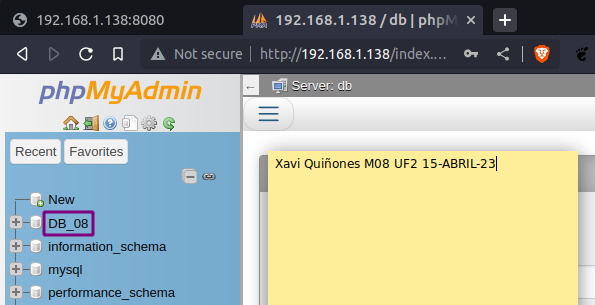 192.168.1.138:8080
192.168.1.138 / db | phpM
Not secure
http://192.168.1.138/index....
phpMyAdmin
Server: db
Recent
Favorites
Xavi Quiñones M08 UF2 15-ABRIL-23
New
DB_08
information_schema
mysql
performance_schema